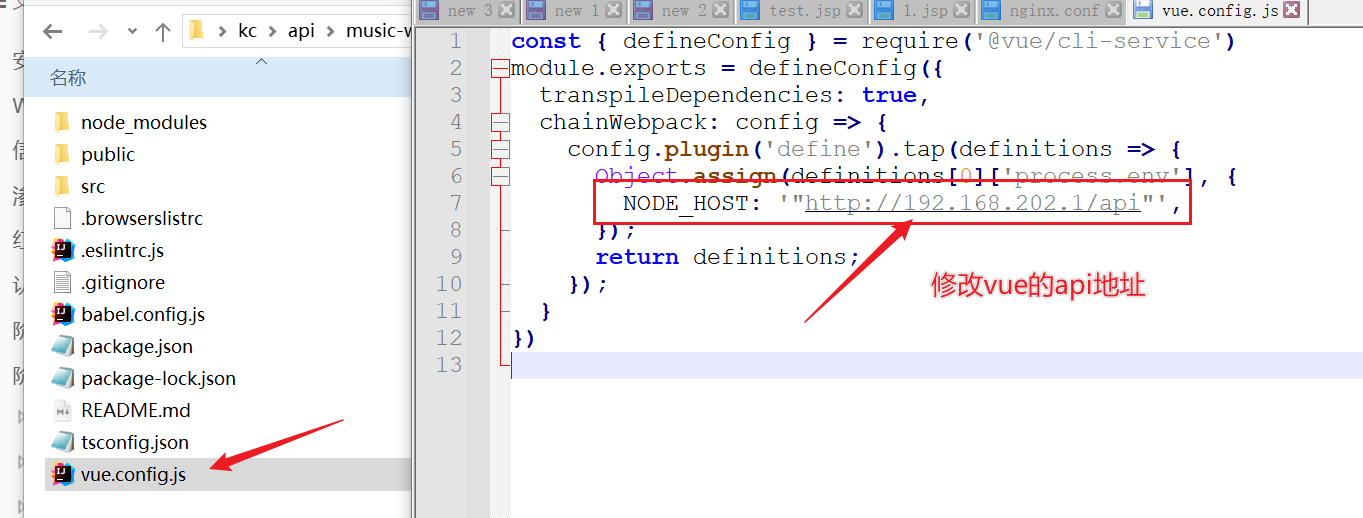 kc api music-w
名称
node_modules
public
src
.browserslistrc
.eslintrc.js
.gitignore
babel.config.js
package.json
package-lock.json
README.md
tsconfig.json
vue.config.js
new 3 new 1 new 2 test.jsp 1.jsp nginx.conf vue.config.js
1 const { defineConfig } = require('@vue/cli-service')
2 module.exports = defineConfig({
3 transpileDependencies: true,
4 chainWebpack: config => {
5 config.plugin('define').tap(definitions => {
6 Object.assign(definitions[0]['process.env'], {
7 NODE_HOST: '"http://192.168.202.1/api"',
8 });
9 return definitions;
10 });
11 }
12 })
13
修改vue的api地址